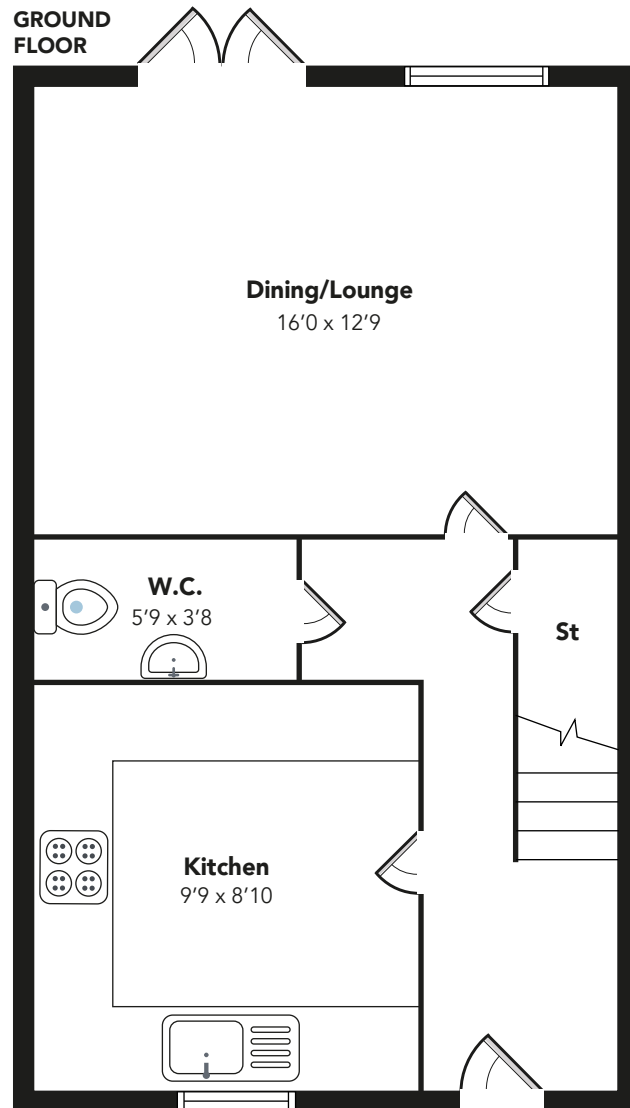 GROUND
FLOOR
Dining/Lounge
16’0 x 12’9
W.C.
5’9 x 3’8
St
Kitchen
9’9 x 8’10